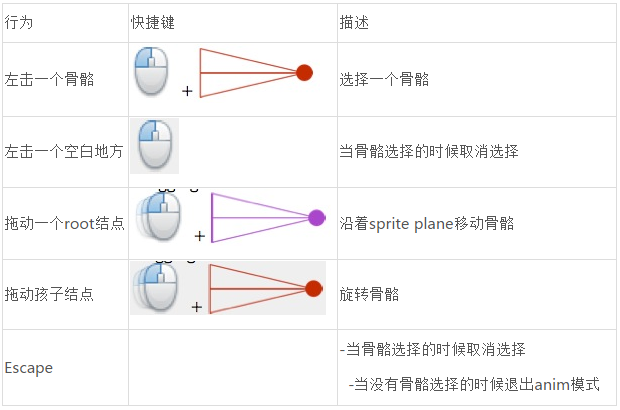 行为 快捷键 描述
左击一个骨骼 + 选择一个骨骼
左击一个空白地方 当骨骼选择的时候取消选择
拖动一个root结点 + 沿着sprite plane移动骨骼
拖动孩子结点 + 旋转骨骼
Escape
-当骨骼选择的时候取消选择
-当没有骨骼选择的时候退出anim模式